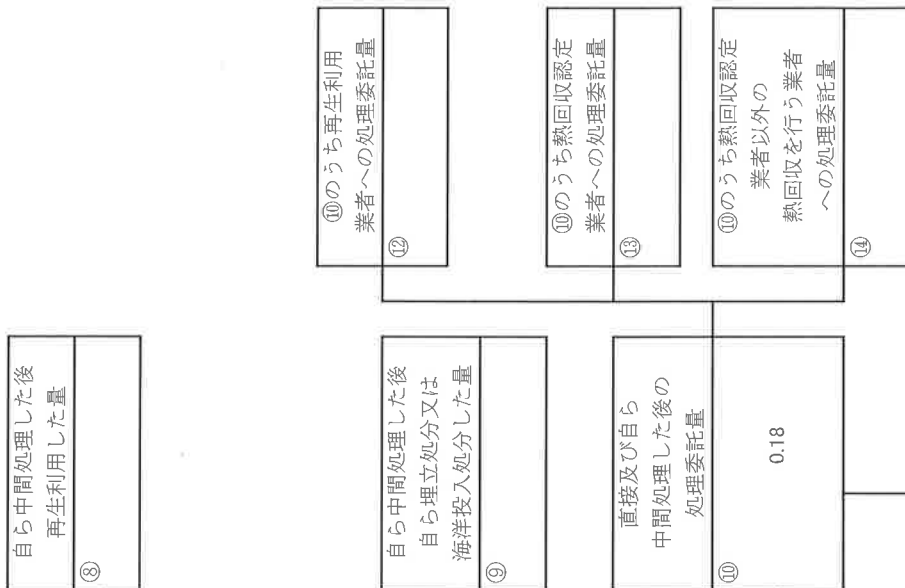 自ら中間処理した後
再生利用した量
⑧
自ら中間処理した後
自ら埋立処分又は
海洋投入処分した量
⑨
直接及び自ら
中間処理した後の
処理委託量
⑩
0.18
⑩のうち再生利用
業者への処理委託量
⑫
⑩のうち熱回収認定
業者への処理委託量
⑬
⑩のうち熱回収認定
業者以外の
熱回収を行う業者
への処理委託量
⑭